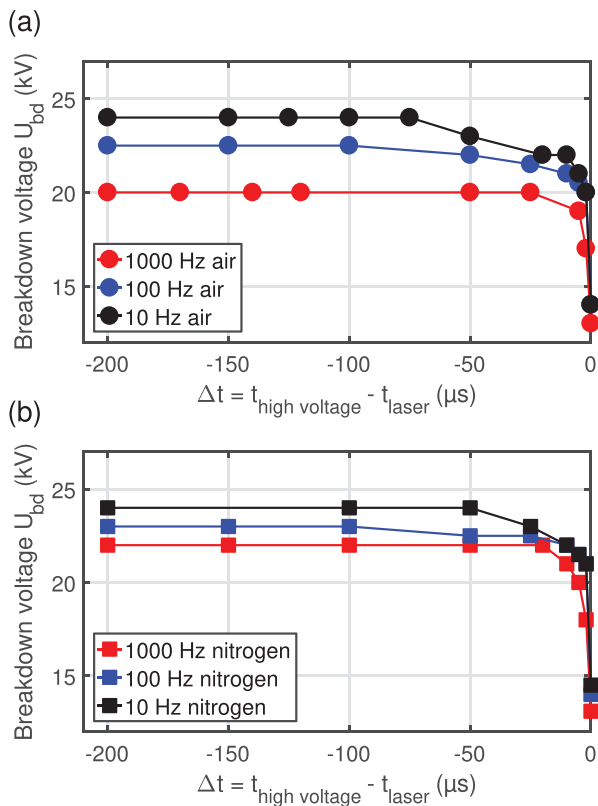 (a)
Breakdown voltage U_bd (kV)
25
20
15
1000 Hz air
100 Hz air
10 Hz air
-200 -150 -100 -50 0
Δt = t_high voltage - t_laser (µs)
(b)
Breakdown voltage U_bd (kV)
25
20
15
1000 Hz nitrogen
100 Hz nitrogen
10 Hz nitrogen
-200 -150 -100 -50 0
Δt = t_high voltage - t_laser (µs)